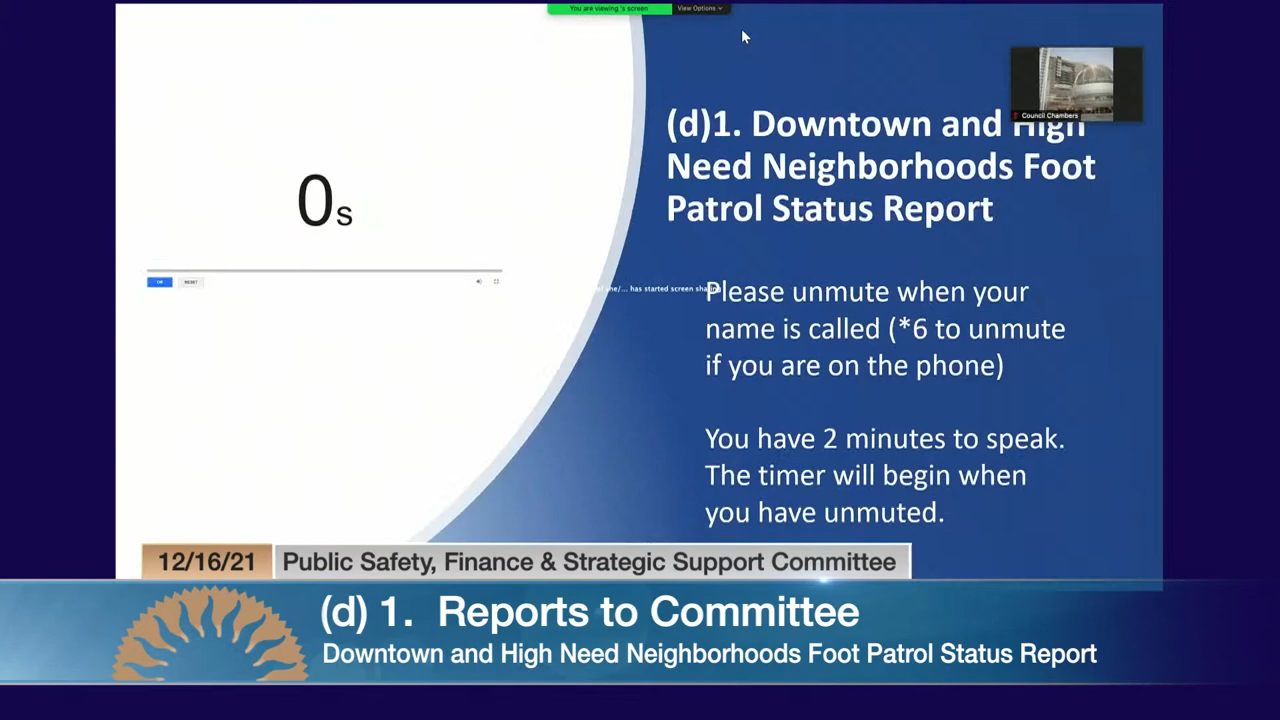 You are viewing 's screen
View Options
Council Chambers
(d)1. Downtown and High
Need Neighborhoods Foot
Patrol Status Report
0s
RESET
has started screen
Please unmute when your
name is called (*6 to unmute
if you are on the phone)
You have 2 minutes to speak.
The timer will begin when
you have unmuted.
12/16/21
Public Safety, Finance & Strategic Support Committee
(d) 1. Reports to Committee
Downtown and High Need Neighborhoods Foot Patrol Status Report